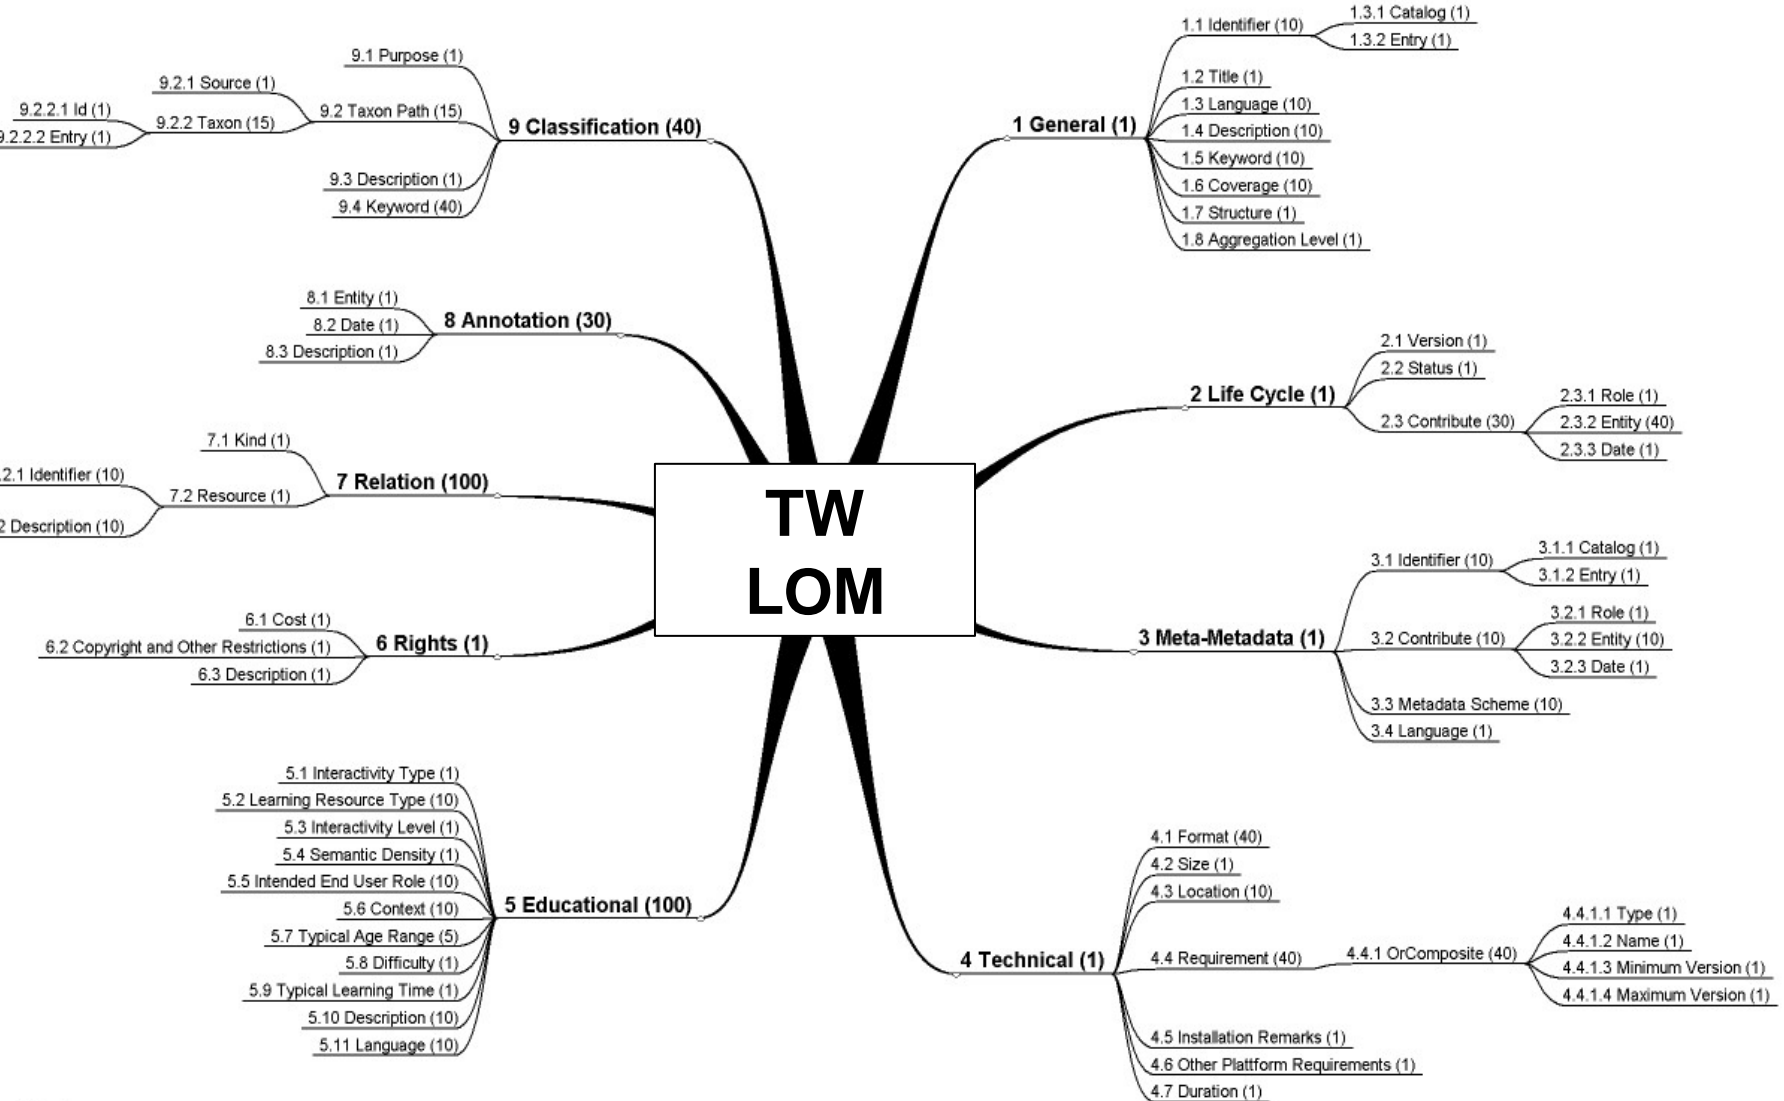 TW
LOM
1 General (1)
1.1 Identifier (10)
1.3.1 Catalog (1)
1.3.2 Entry (1)
1.2 Title (1)
1.3 Language (10)
1.4 Description (10)
1.5 Keyword (10)
1.6 Coverage (10)
1.7 Structure (1)
1.8 Aggregation Level (1)
2 Life Cycle (1)
2.1 Version (1)
2.2 Status (1)
2.3 Contribute (30)
2.3.1 Role (1)
2.3.2 Entity (40)
2.3.3 Date (1)
3 Meta-Metadata (1)
3.1 Identifier (10)
3.1.1 Catalog (1)
3.1.2 Entry (1)
3.2 Contribute (10)
3.2.1 Role (1)
3.2.2 Entity (10)
3.2.3 Date (1)
3.3 Metadata Scheme (10)
3.4 Language (1)
4 Technical (1)
4.1 Format (40)
4.2 Size (1)
4.3 Location (10)
4.4 Requirement (40)
4.4.1 OrComposite (40)
4.4.1.1 Type (1)
4.4.1.2 Name (1)
4.4.1.3 Minimum Version (1)
4.4.1.4 Maximum Version (1)
4.5 Installation Remarks (1)
4.6 Other Plattform Requirements (1)
4.7 Duration (1)
5 Educational (100)
5.1 Interactivity Type (1)
5.2 Learning Resource Type (10)
5.3 Interactivity Level (1)
5.4 Semantic Density (1)
5.5 Intended End User Role (10)
5.6 Context (10)
5.7 Typical Age Range (5)
5.8 Difficulty (1)
5.9 Typical Learning Time (1)
5.10 Description (10)
5.11 Language (10)
6 Rights (1)
6.1 Cost (1)
6.2 Copyright and Other Restrictions (1)
6.3 Description (1)
7 Relation (100)
7.1 Kind (1)
7.2 Resource (1)
.2.1 Identifier (10)
2 Description (10)
8 Annotation (30)
8.1 Entity (1)
8.2 Date (1)
8.3 Description (1)
9 Classification (40)
9.1 Purpose (1)
9.2 Taxon Path (15)
9.2.1 Source (1)
9.2.2 Taxon (15)
9.2.2.1 Id (1)
9.2.2.2 Entry (1)
9.3 Description (1)
9.4 Keyword (40)